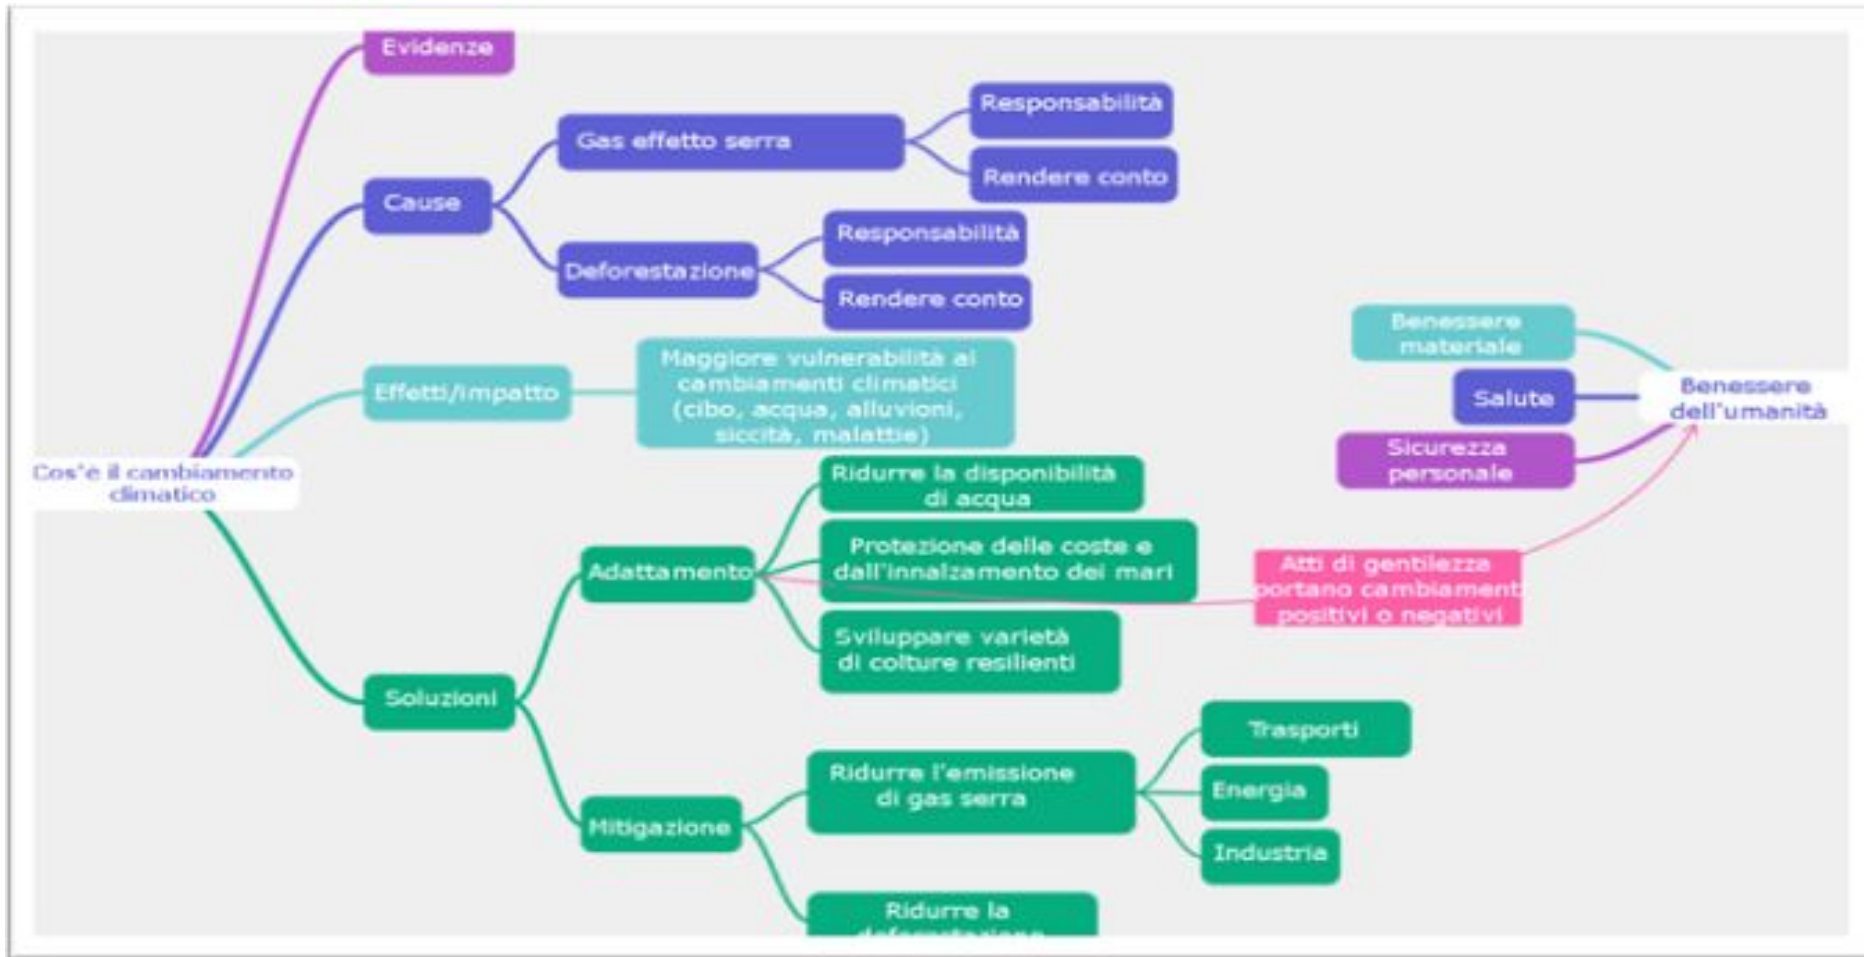 Evidenze
Cause
Gas effetto serra
Responsabilità
Rendere conto
Deforestazione
Responsabilità
Rendere conto
Effetti/impatto
Maggiore vulnerabilità ai
cambiamenti climatici
(cibo, acqua, alluvioni,
siccità, malattie)
Cos'è il cambiamento
climatico
Soluzioni
Adattamento
Ridurre la disponibilità
di acqua
Protezione delle coste e
dall'innalzamento dei mari
Sviluppare varietà
di colture resilienti
Mitigazione
Ridurre l'emissione
di gas serra
Trasporti
Energia
Industria
Ridurre la
deforestazione
Benessere
materiale
Salute
Sicurezza
personale
Benessere
dell'umanità
Atti di gentilezza
portano cambiamenti
positivi o negativi